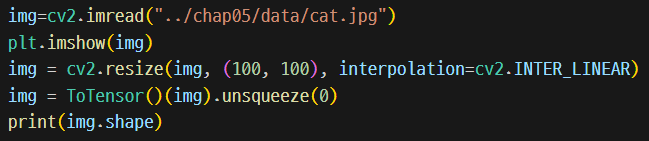 img=cv2.imread("../chap05/data/cat.jpg")
plt.imshow(img)
img = cv2.resize(img, (100, 100), interpolation=cv2.INTER_LINEAR)
img = ToTensor()(img).unsqueeze(0)
print(img.shape)